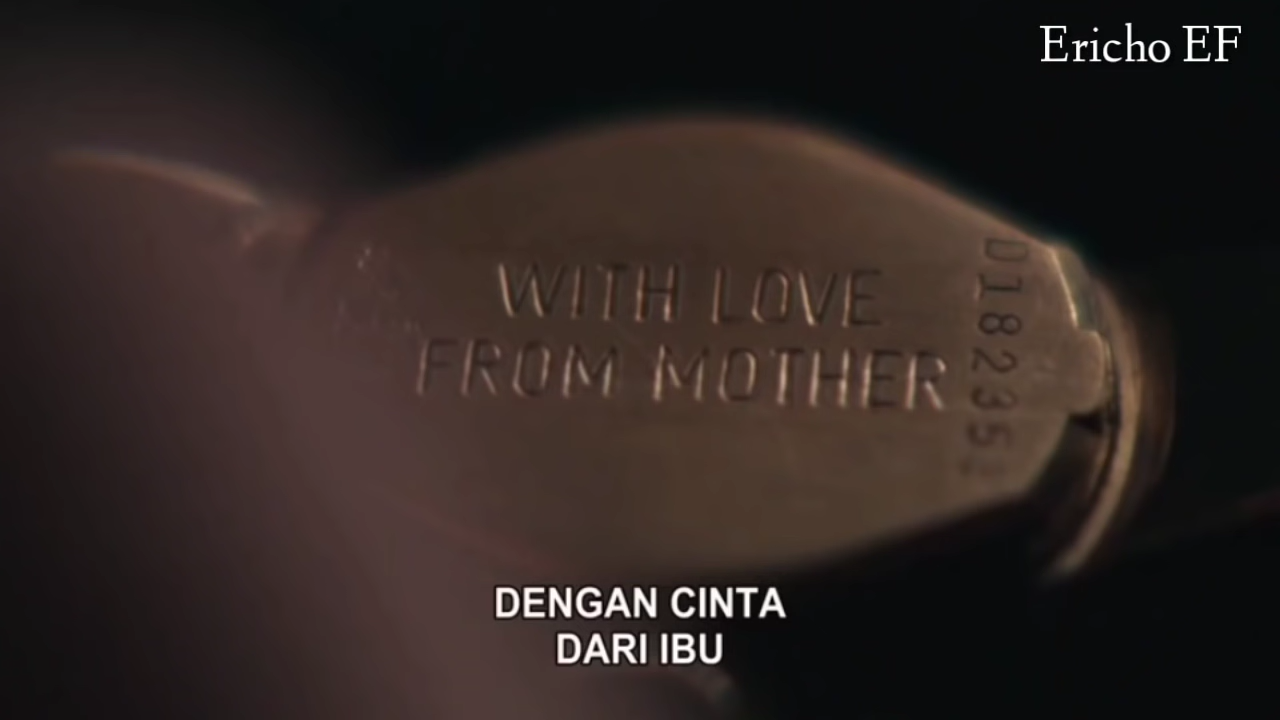 Ericho EF
WITH LOVE
FROM MOTHER
DENGAN CINTA
DARI IBU